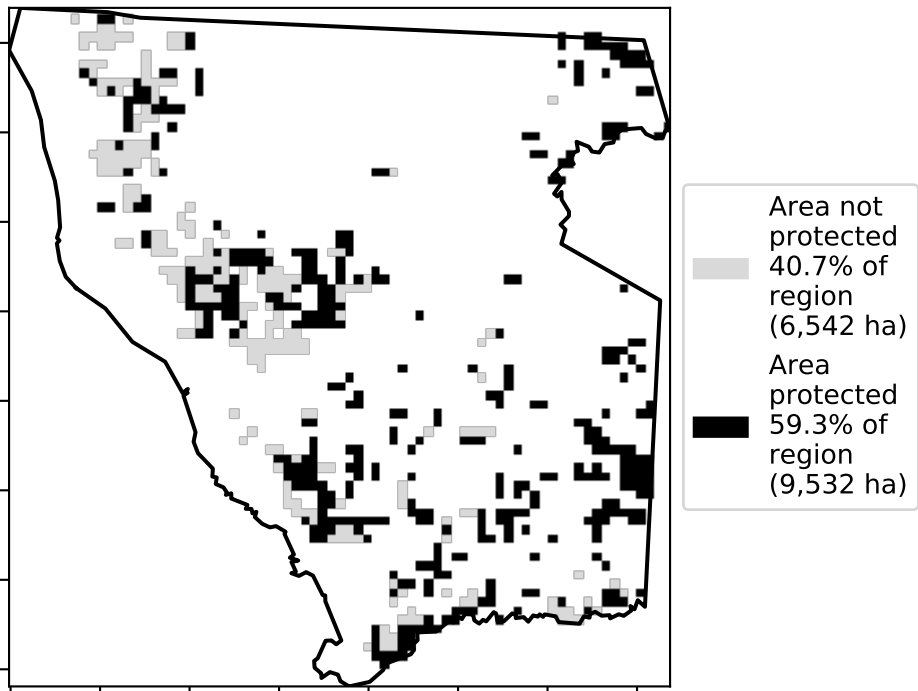 Area not
protected
40.7% of
region
(6,542 ha)
Area
protected
59.3% of
region
(9,532 ha)